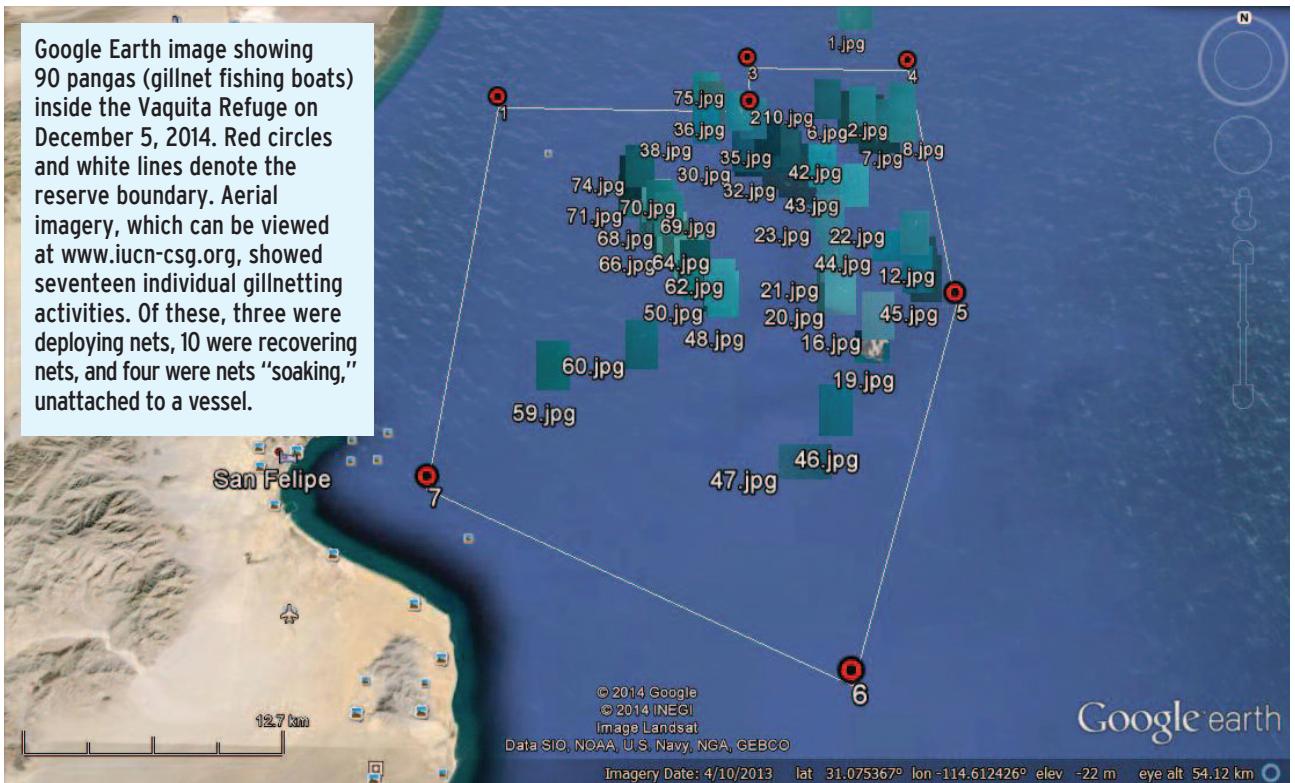 Google Earth image showing
90 pangas (gillnet fishing boats)
inside the Vaquita Refuge on
December 5, 2014. Red circles
and white lines denote the
reserve boundary. Aerial
imagery, which can be viewed
at www.iucn-csg.org, showed
seventeen individual gillnetting
activities. Of these, three were
deploying nets, 10 were recovering
nets, and four were nets “soaking,”
unattached to a vessel.
N
1.jpg
3
4
1
75.jpg
2
10.jpg
36.jpg
6.jpg
2.jpg
38.jpg
35.jpg
7.jpg
8.jpg
30.jpg
42.jpg
74.jpg
32.jpg
70.jpg
43.jpg
71.jpg
69.jpg
68.jpg
23.jpg
22.jpg
66.jpg
64.jpg
44.jpg
12.jpg
62.jpg
21.jpg
50.jpg
20.jpg
45.jpg
5
48.jpg
16.jpg
60.jpg
19.jpg
59.jpg
46.jpg
47.jpg
San Felipe
7
6
12.7 km
© 2014 Google
© 2014 INEGI
Image Landsat
Data SIO, NOAA, U.S. Navy, NGA, GEBCO
Google earth
Imagery Date: 4/10/2013 lat 31.075367° lon -114.612426° elev -22 m eye alt 54.12 km